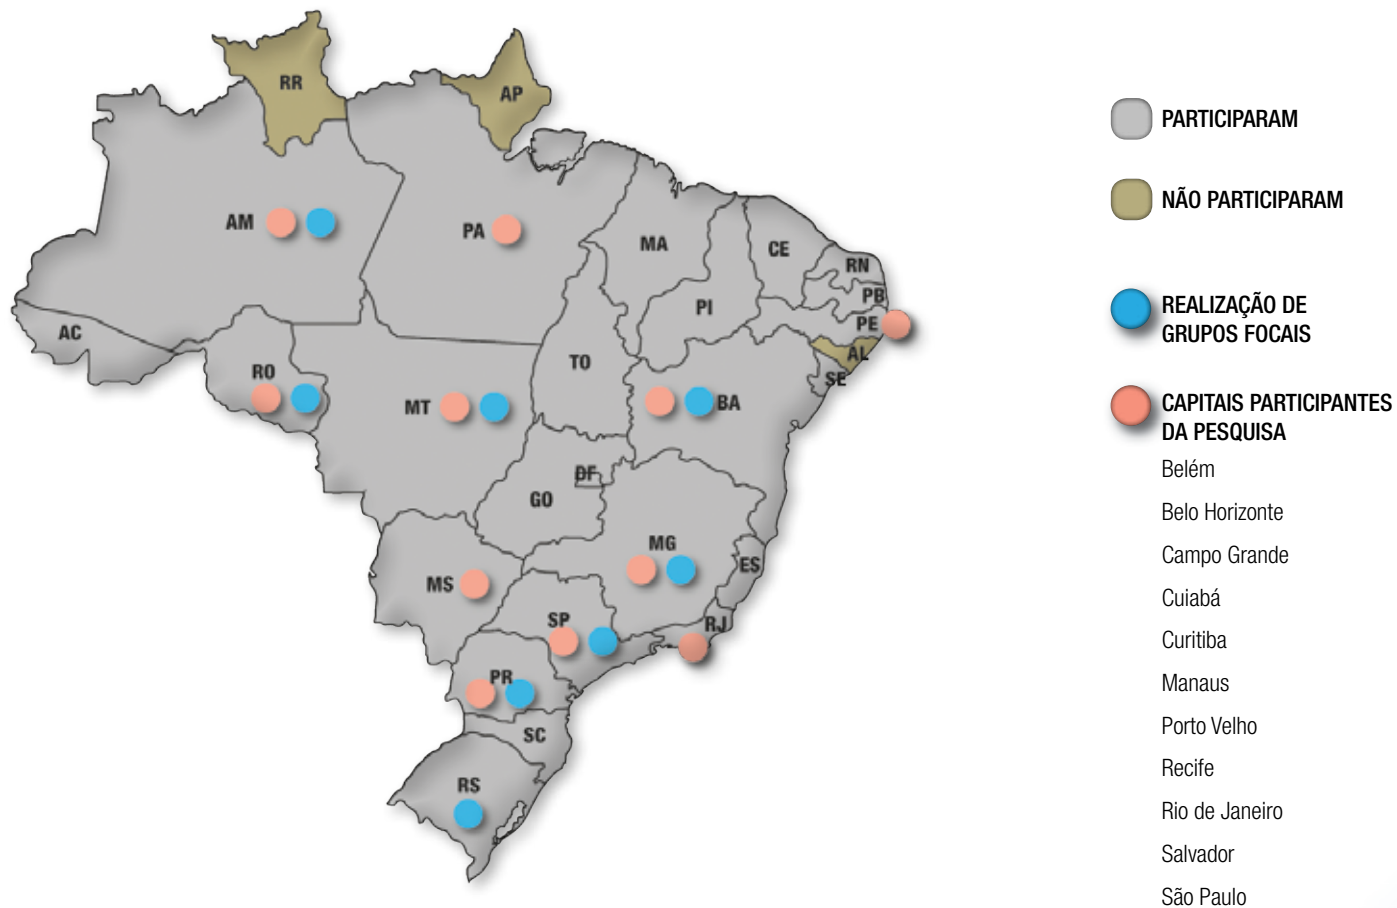 RR
AP
AM
PA
MA
CE
RN
PB
PE
PI
AL
SE
AC
RO
TO
MT
BA
DF
GO
MG
ES
MS
SP
RJ
PR
SC
RS
PARTICIPARAM
NÃO PARTICIPARAM
REALIZAÇÃO DE
GRUPOS FOCAIS
CAPITAIS PARTICIPANTES
DA PESQUISA
Belém
Belo Horizonte
Campo Grande
Cuiabá
Curitiba
Manaus
Porto Velho
Recife
Rio de Janeiro
Salvador
São Paulo